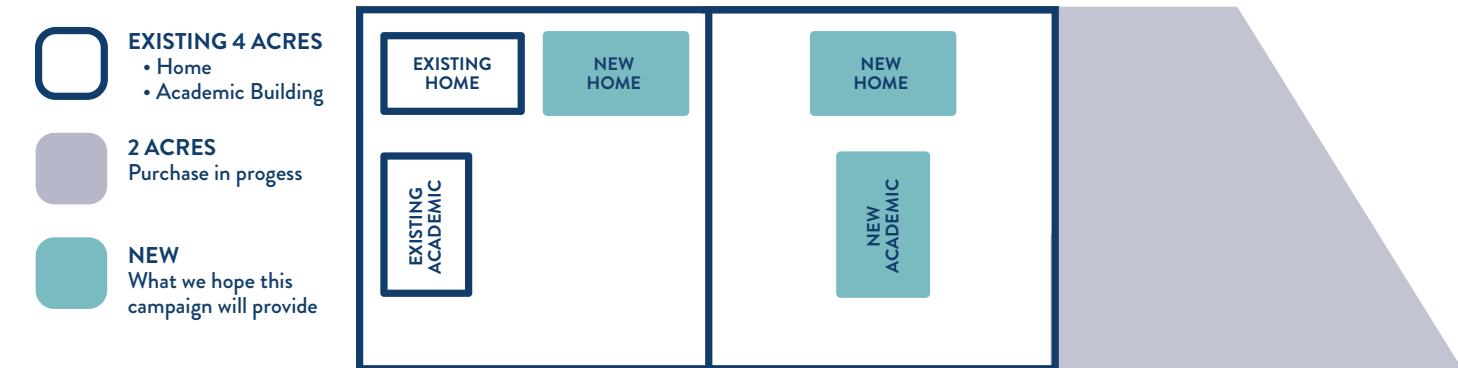 EXISTING 4 ACRES
• Home
• Academic Building
2 ACRES
Purchase in progess
NEW
What we hope this
campaign will provide
EXISTING
HOME
NEW
HOME
NEW
HOME
EXISTING
ACADEMIC
NEW
ACADEMIC